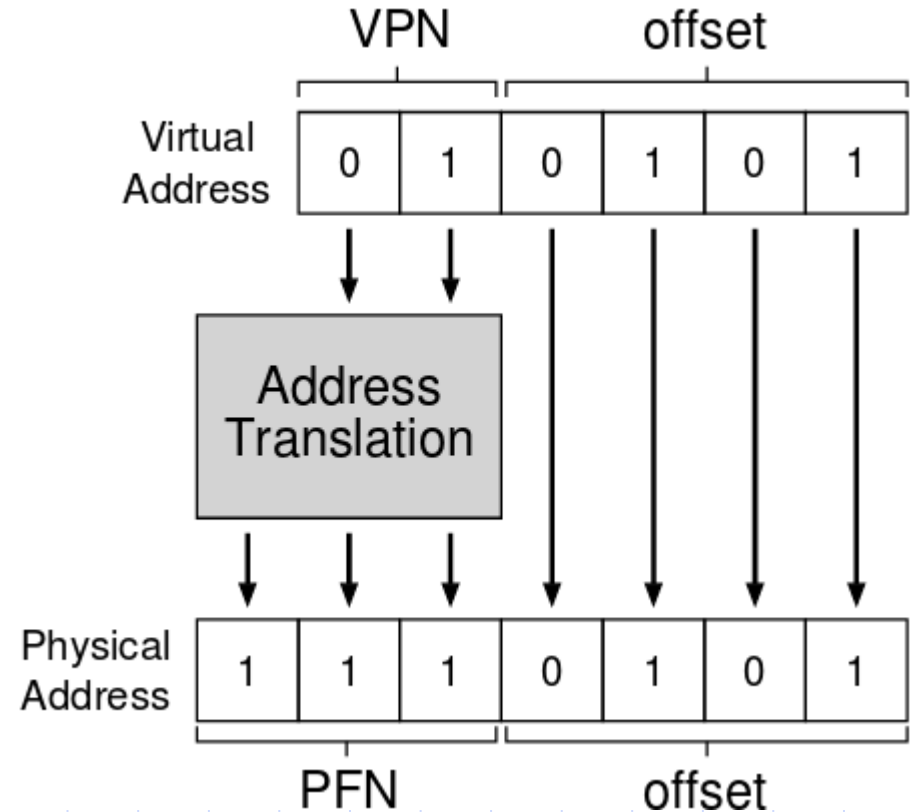 VPN offset
Virtual Address 0 1 0 1 0 1
Address
Translation
Physical Address 1 1 1 0 1 0 1
PFN offset